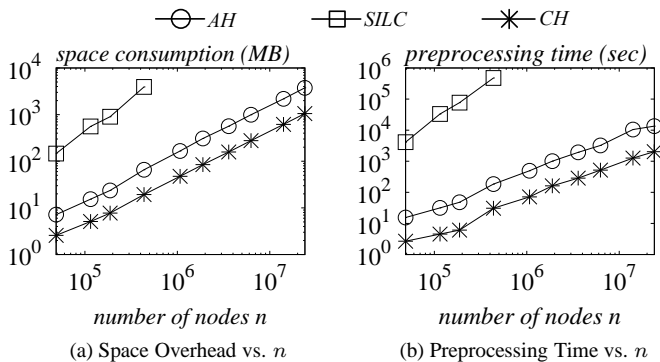 AH SILC CH
space consumption (MB)
10^4
10^3
10^2
10^1
10^0
10^5 10^6 10^7
number of nodes n
(a) Space Overhead vs. n
preprocessing time (sec)
10^6
10^5
10^4
10^3
10^2
10^1
10^0
10^5 10^6 10^7
number of nodes n
(b) Preprocessing Time vs. n